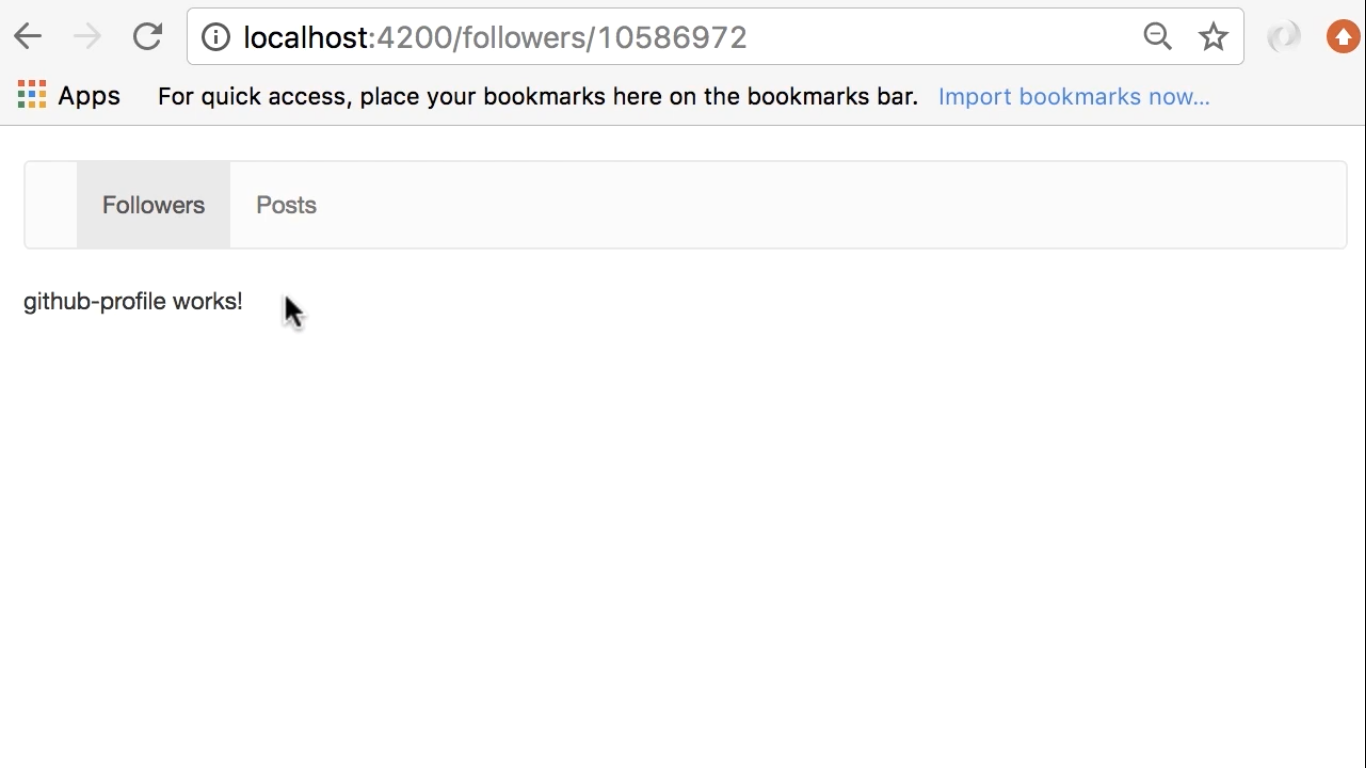 localhost:4200/followers/10586972
Apps For quick access, place your bookmarks here on the bookmarks bar. Import bookmarks now...
Followers Posts
github-profile works!